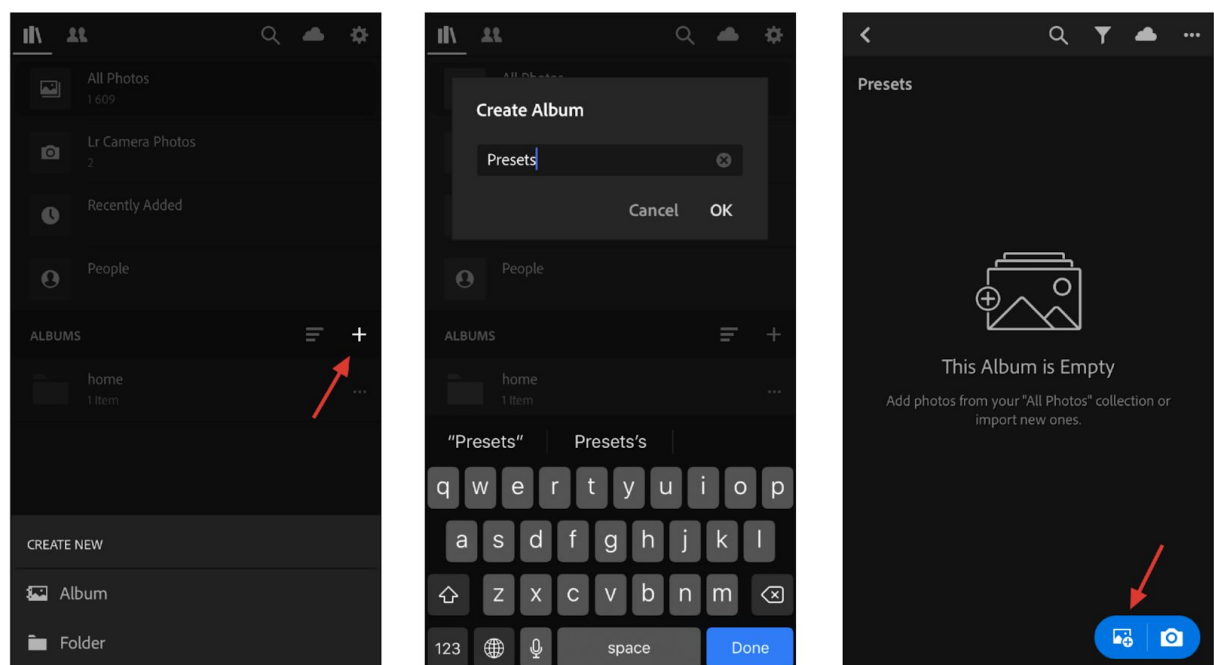 All Photos
1 609
Lr Camera Photos
2
Recently Added
People
ALBUMS
home
1 Item
CREATE NEW
Album
Folder
All Photos
Create Album
Presets
Cancel OK
People
ALBUMS
home
1 Item
"Presets" Presets's
q w e r t y u i o p
a s d f g h j k l
z x c v b n m
123 space Done
Presets
This Album is Empty
Add photos from your "All Photos" collection or
import new ones.